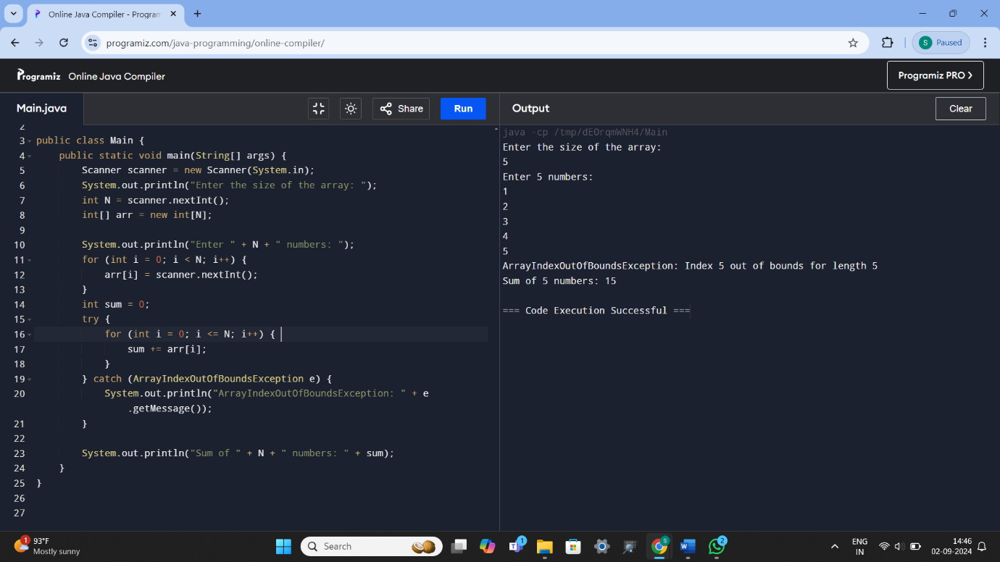 Online Java Compiler - Program
programiz.com/java-programming/online-compiler/
S Paused
Programiz Online Java Compiler
Programiz PRO
Main.java
Share
Run
Output
Clear
2
3 public class Main {
4 public static void main(String[] args) {
5 Scanner scanner = new Scanner(System.in);
6 System.out.println("Enter the size of the array: ");
7 int N = scanner.nextInt();
8 int[] arr = new int[N];
9
10 System.out.println("Enter " + N + " numbers: ");
11 for (int i = 0; i < N; i++) {
12 arr[i] = scanner.nextInt();
13 }
14 int sum = 0;
15 try {
16 for (int i = 0; i <= N; i++) {
17 sum += arr[i];
18 }
19 } catch (ArrayIndexOutOfBoundsException e) {
20 System.out.println("ArrayIndexOutOfBoundsException: " + e
.getMessage());
21 }
22
23 System.out.println("Sum of " + N + " numbers: " + sum);
24 }
25 }
26
27
java -cp /tmp/dEOrqmWNH4/Main
Enter the size of the array:
5
Enter 5 numbers:
1
2
3
4
5
ArrayIndexOutOfBoundsException: Index 5 out of bounds for length 5
Sum of 5 numbers: 15
=== Code Execution Successful ===
1
93°F
Mostly sunny
Search
1
S
2
ENG
IN
14:46
02-09-2024